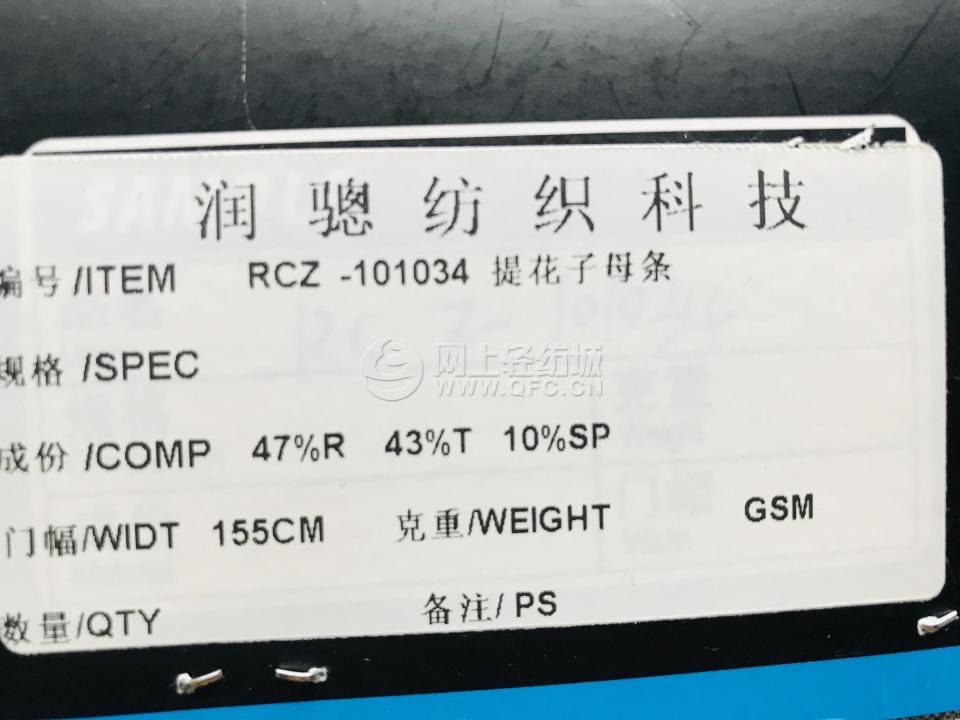 润骢纺织科技
编号/ITEM RCZ -101034 提花子母条
规格/SPEC
网上轻纺城
WWW.QFC.CN
成份/COMP 47%R 43%T 10%SP
门幅/WIDT 155CM 克重/WEIGHT GSM
数量/QTY 备注/PS